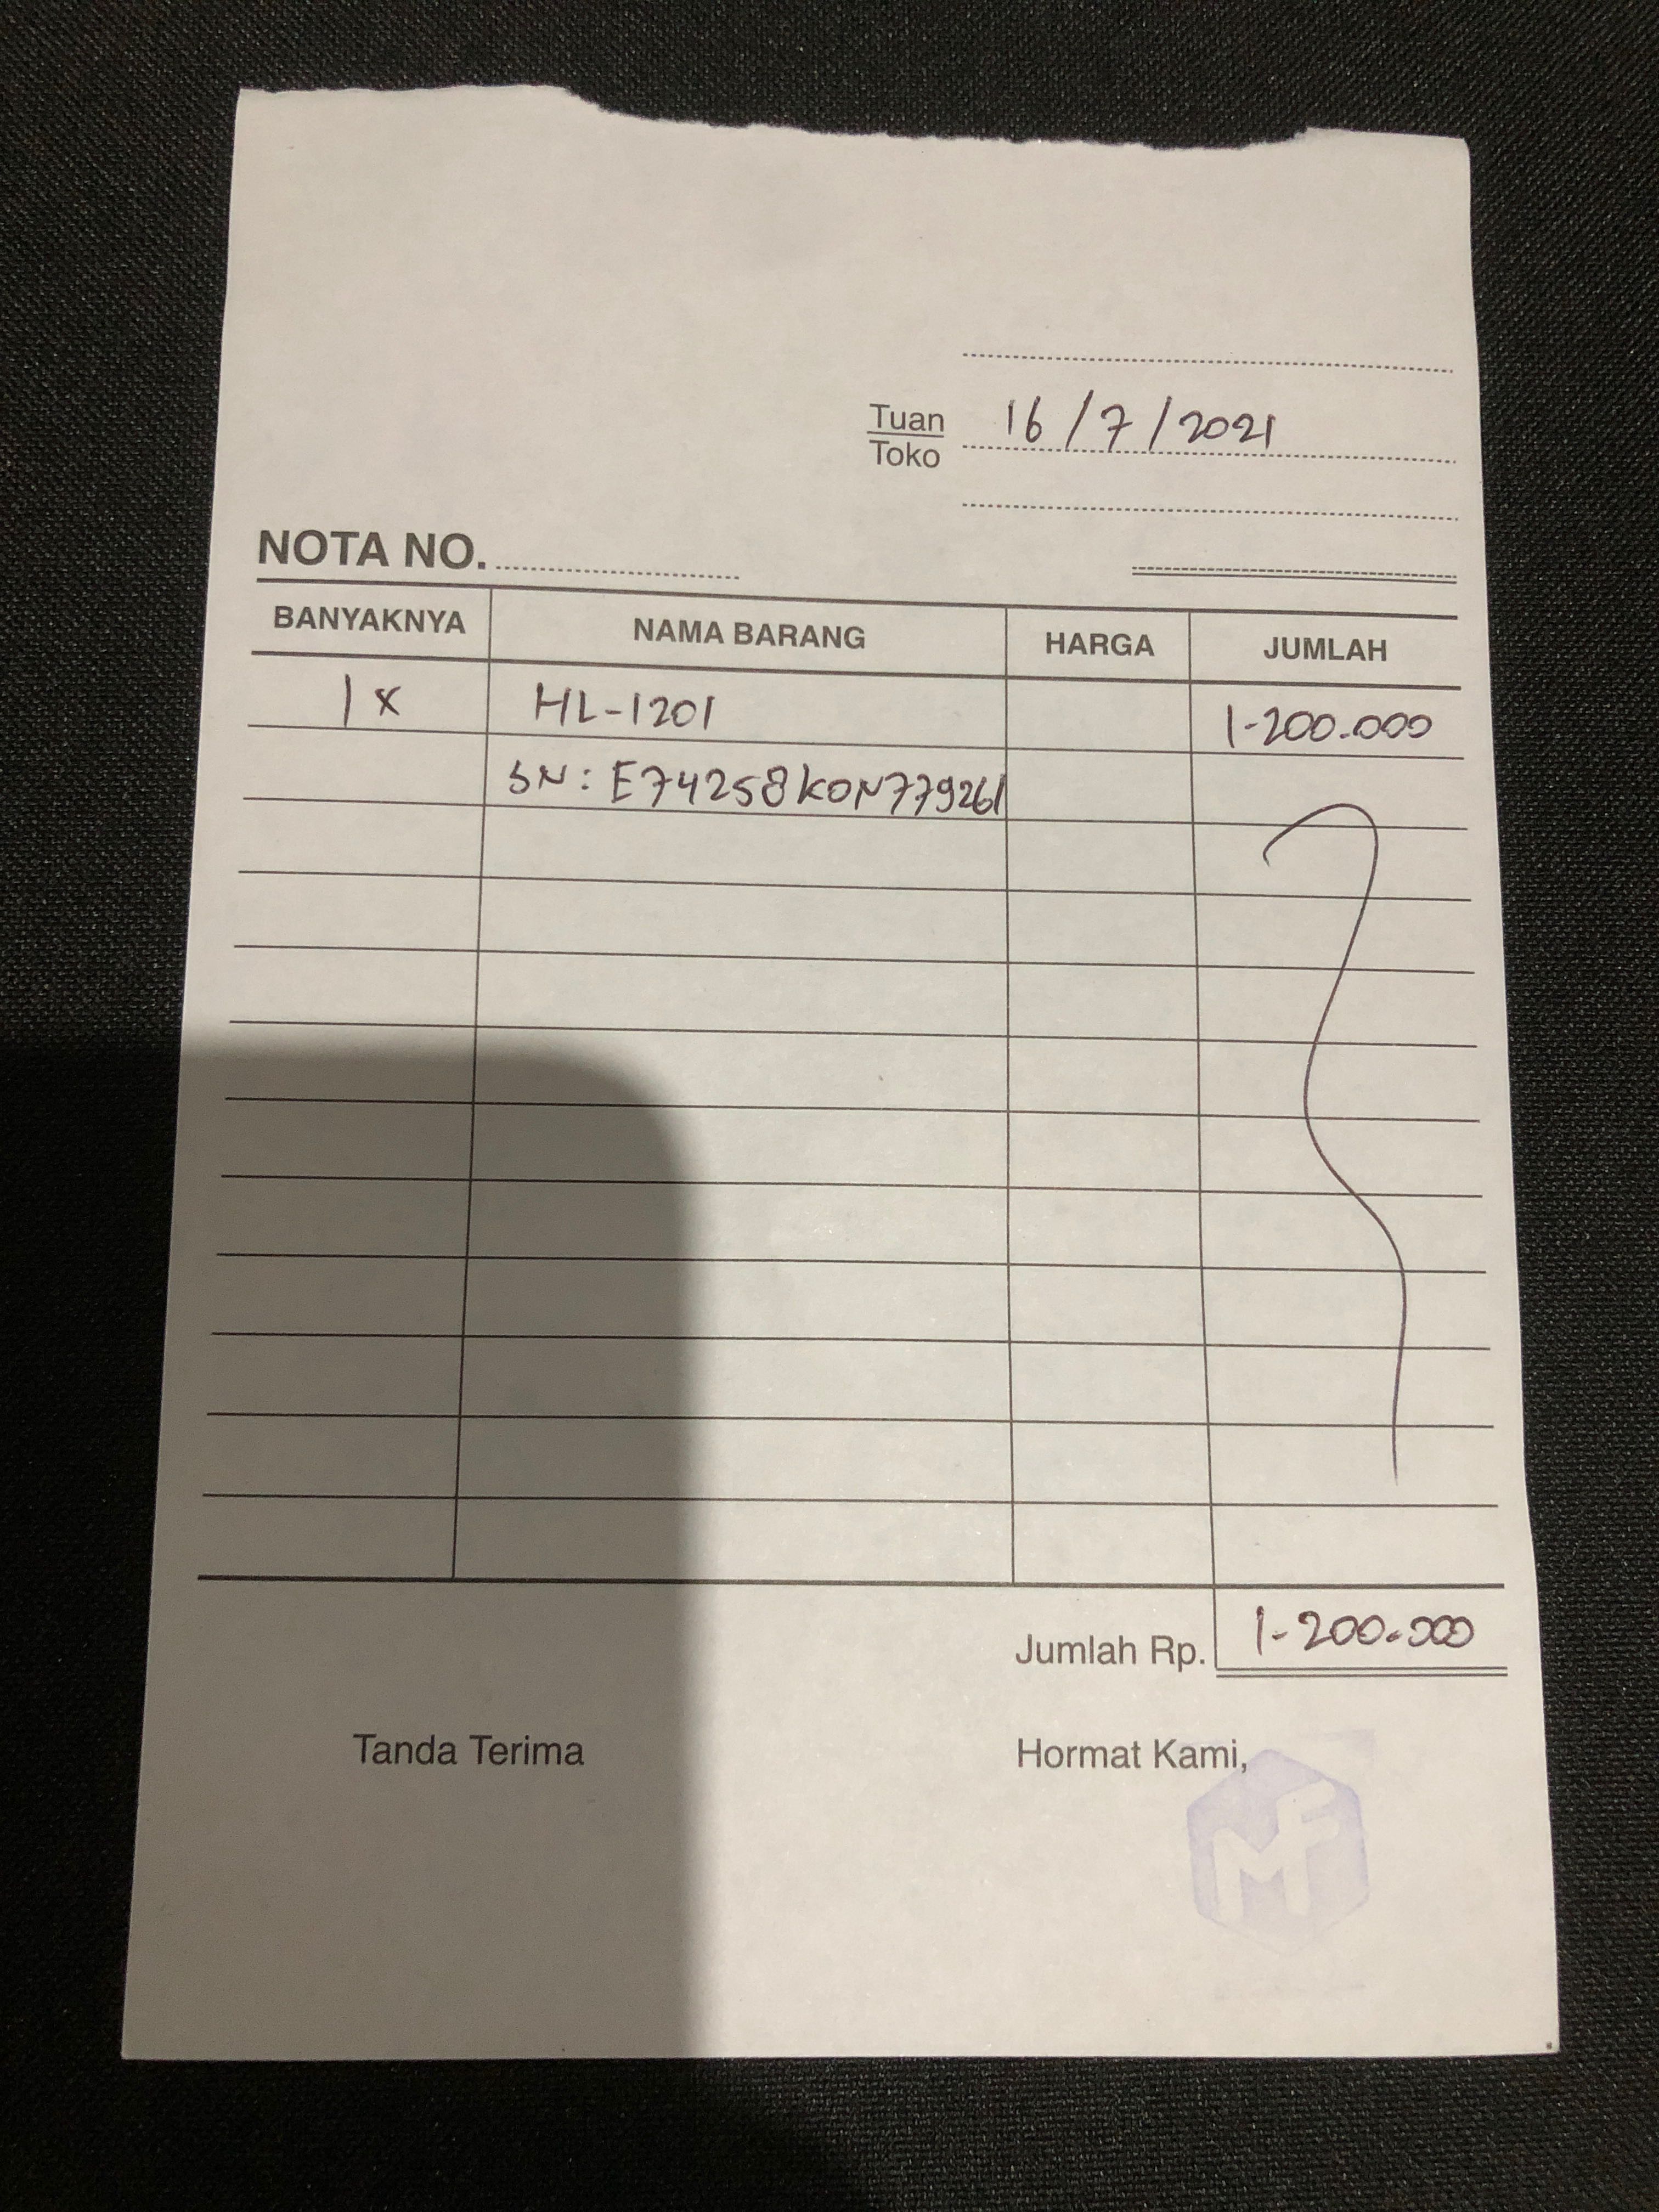 Tuan 16/7/2021
Toko
NOTA NO.
BANYAKNYA NAMA BARANG HARGA JUMLAH
1x HL-1201 1-200.000
SN: E74258K0N779261
Jumlah Rp. 1-200.000
Tanda Terima Hormat Kami,
MF